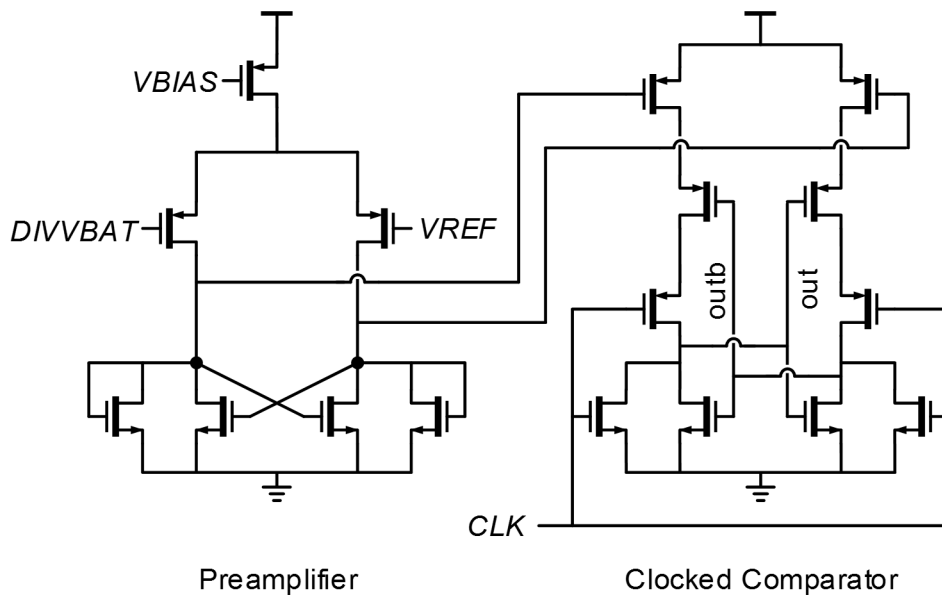 VBIAS
DIVVBAT
VREF
outb
out
CLK
Preamplifier
Clocked Comparator